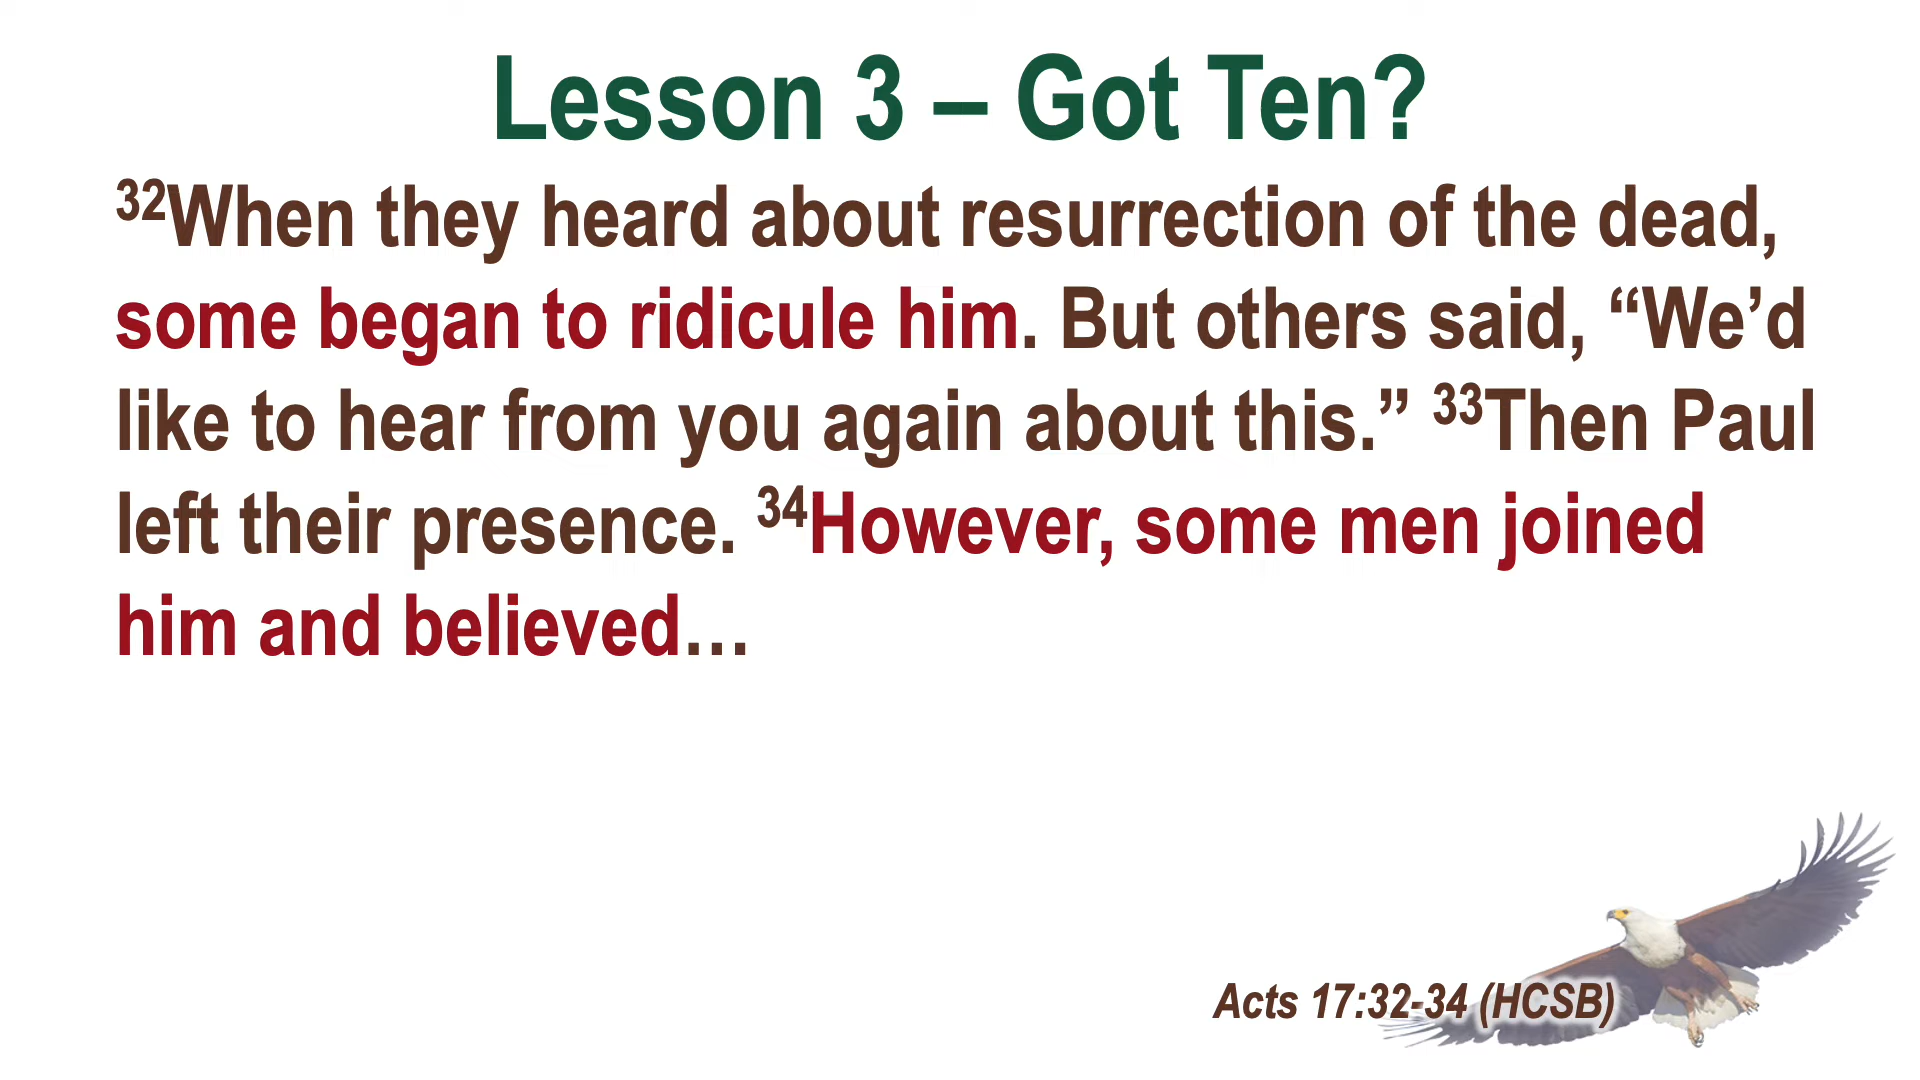 Lesson 3 – Got Ten?
32When they heard about resurrection of the dead,
some began to ridicule him. But others said, “We’d
like to hear from you again about this.” 33Then Paul
left their presence. 34However, some men joined
him and believed…
Acts 17:32-34 (HCSB)